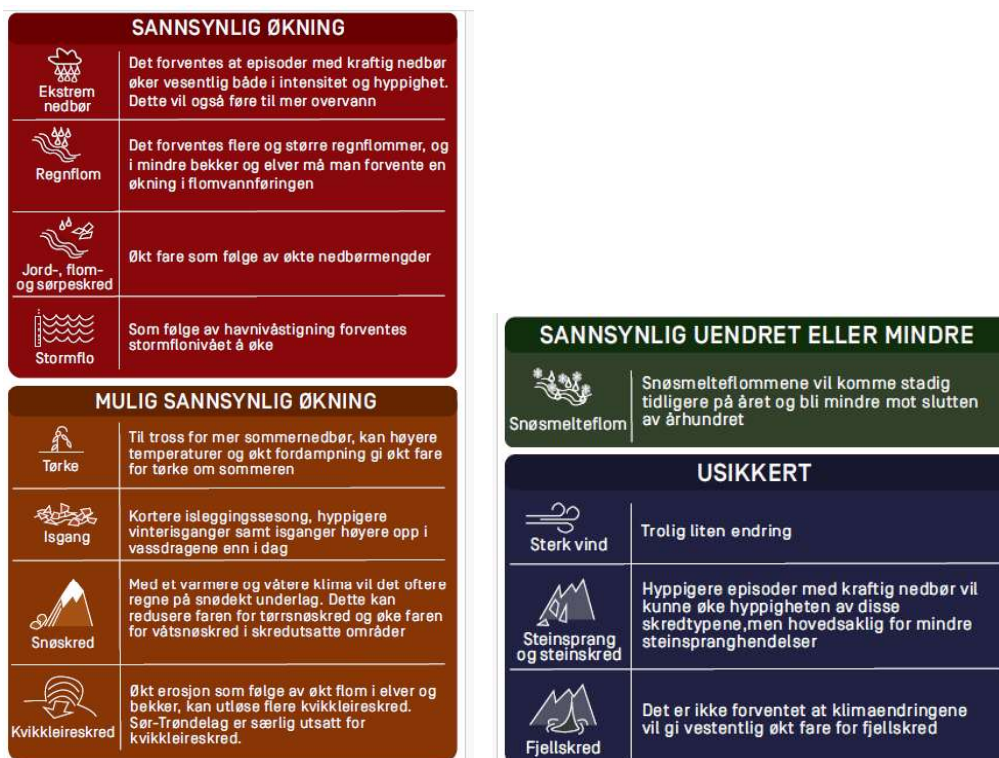 SANNSYNLIG ØKNING
Ekstrem
nedbør
Det forventes at episoder med kraftig nedbør
øker vesentlig både i intensitet og hyppighet.
Dette vil også føre til mer overvann
Regnflom
Det forventes flere og større regnflommer, og
i mindre bekker og elver må man forvente en
økning i flomvannføringen
Jord-, flom-
og sørpeskred
Økt fare som følge av økte nedbørmengder
Stormflo
Som følge av havnivåstigning forventes
stormflonivået å øke
MULIG SANNSYNLIG ØKNING
Tørke
Til tross for mer sommernedbør, kan høyere
temperaturer og økt fordampning gi økt fare
for tørke om sommeren
Isgang
Kortere isleggingssesong, hyppigere
vinterisganger samt isganger høyere opp i
vassdragene enn i dag
Snøskred
Med et varmere og våtere klima vil det oftere
regne på snødekt underlag. Dette kan
redusere faren for tørrsnøskred og øke faren
for våtsnøskred i skredutsatte områder
Kvikkleireskred
Økt erosjon som følge av økt flom i elver og
bekker, kan utløse flere kvikkleireskred.
Sør-Trøndelag er særlig utsatt for
kvikkleireskred.
SANNSYNLIG UENDRET ELLER MINDRE
Snøsmelteflom
Snøsmelteflommene vil komme stadig
tidligere på året og bli mindre mot slutten
av århundret
USIKKERT
Sterk vind
Trolig liten endring
Steinsprang
og steinskred
Hyppigere episoder med kraftig nedbør vil
kunne øke hyppigheten av disse
skredtypene,men hovedsaklig for mindre
steinspranghendelser
Fjellskred
Det er ikke forventet at klimaendringene
vil gi vestentlig økt fare for fjellskred